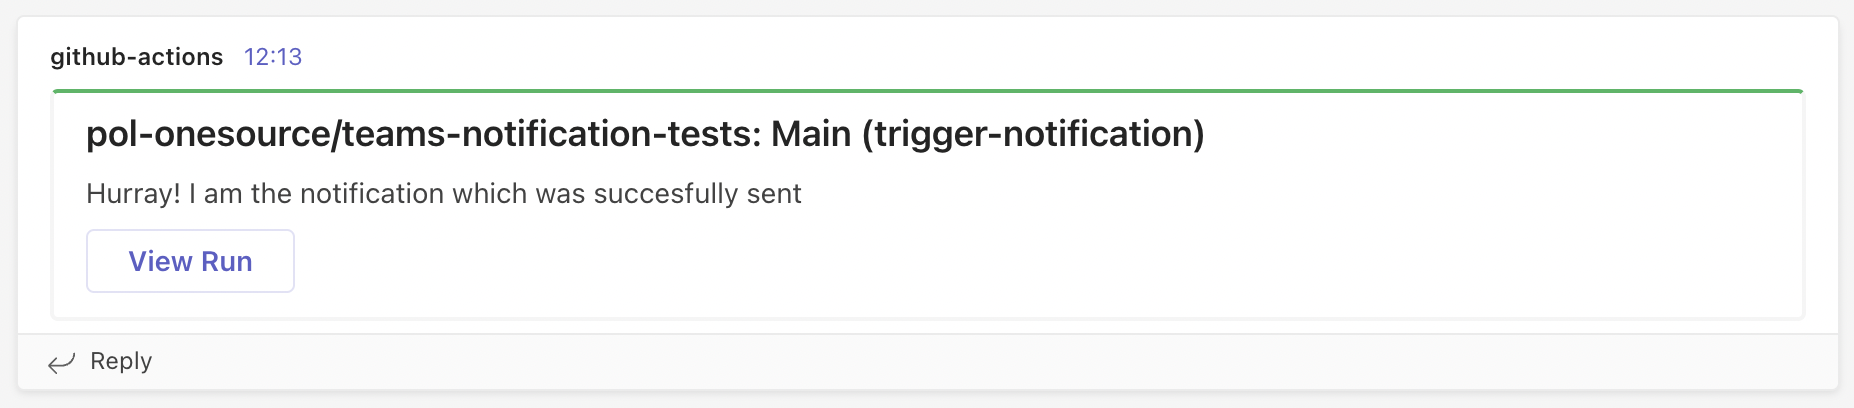 github-actions 12:13
pol-onesource/teams-notification-tests: Main (trigger-notification)
Hurray! I am the notification which was succesfully sent
View Run
Reply